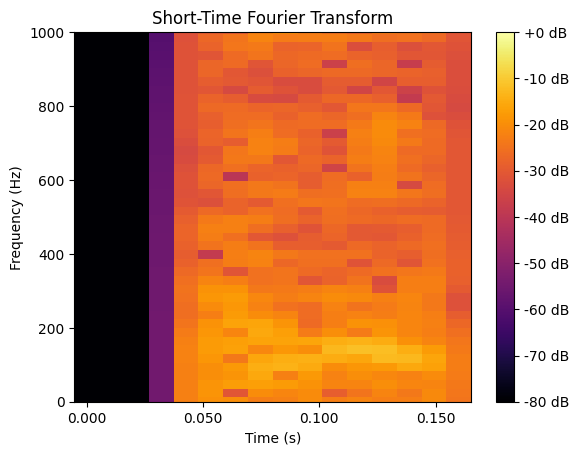 Short-Time Fourier Transform
1000
800
600
400
200
0
Frequency (Hz)
0.000
0.050
0.100
0.150
Time (s)
+0 dB
-10 dB
-20 dB
-30 dB
-40 dB
-50 dB
-60 dB
-70 dB
-80 dB